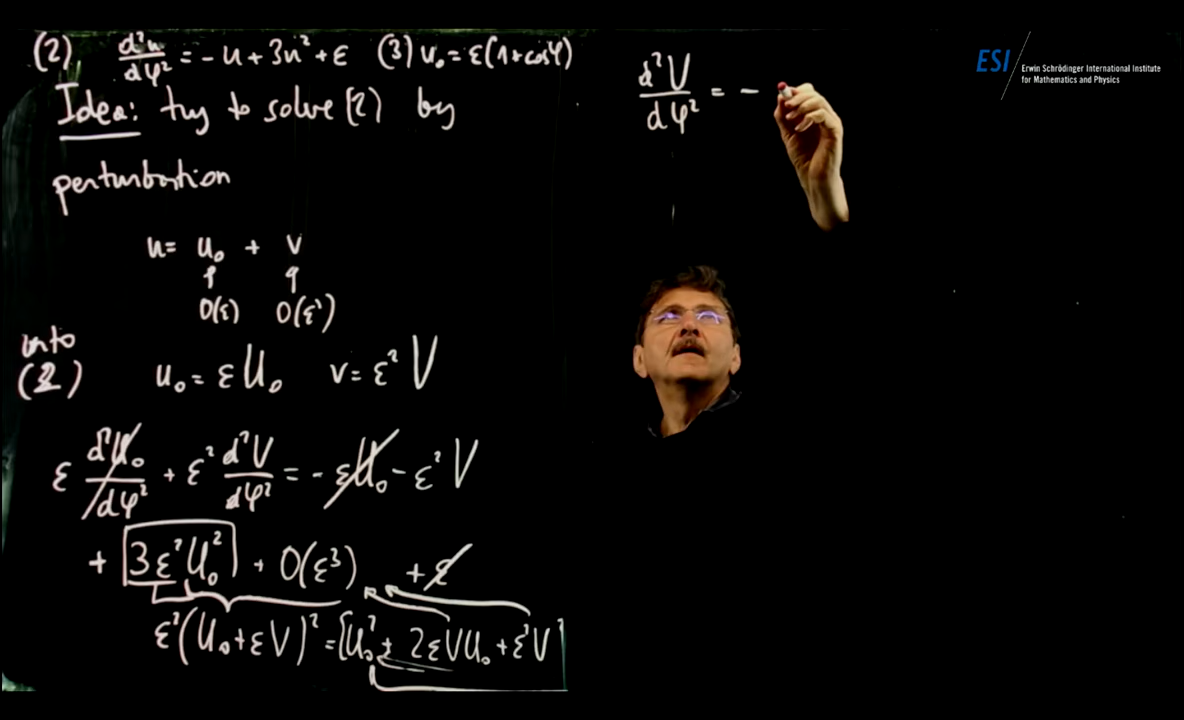 (2) d²u/dφ² = - u + 3u² + ε (3) u₀ = ε(1+cosφ)
Idea: try to solve (2) by
perturbation
u = u₀ + v
O(ε) O(ε²)
into
(2) u₀ = εU₀ v = ε² V
ε d²U₀/dφ² + ε² d²V/dφ² = - εU₀ - ε² V
+ 3ε²U₀² + O(ε³) + ε
ε²(U₀+εV)² = [U₀² + 2εVU₀ + ε²V²
d²V/dφ² = -
ESI
Erwin Schrödinger International Institute
for Mathematics and Physics